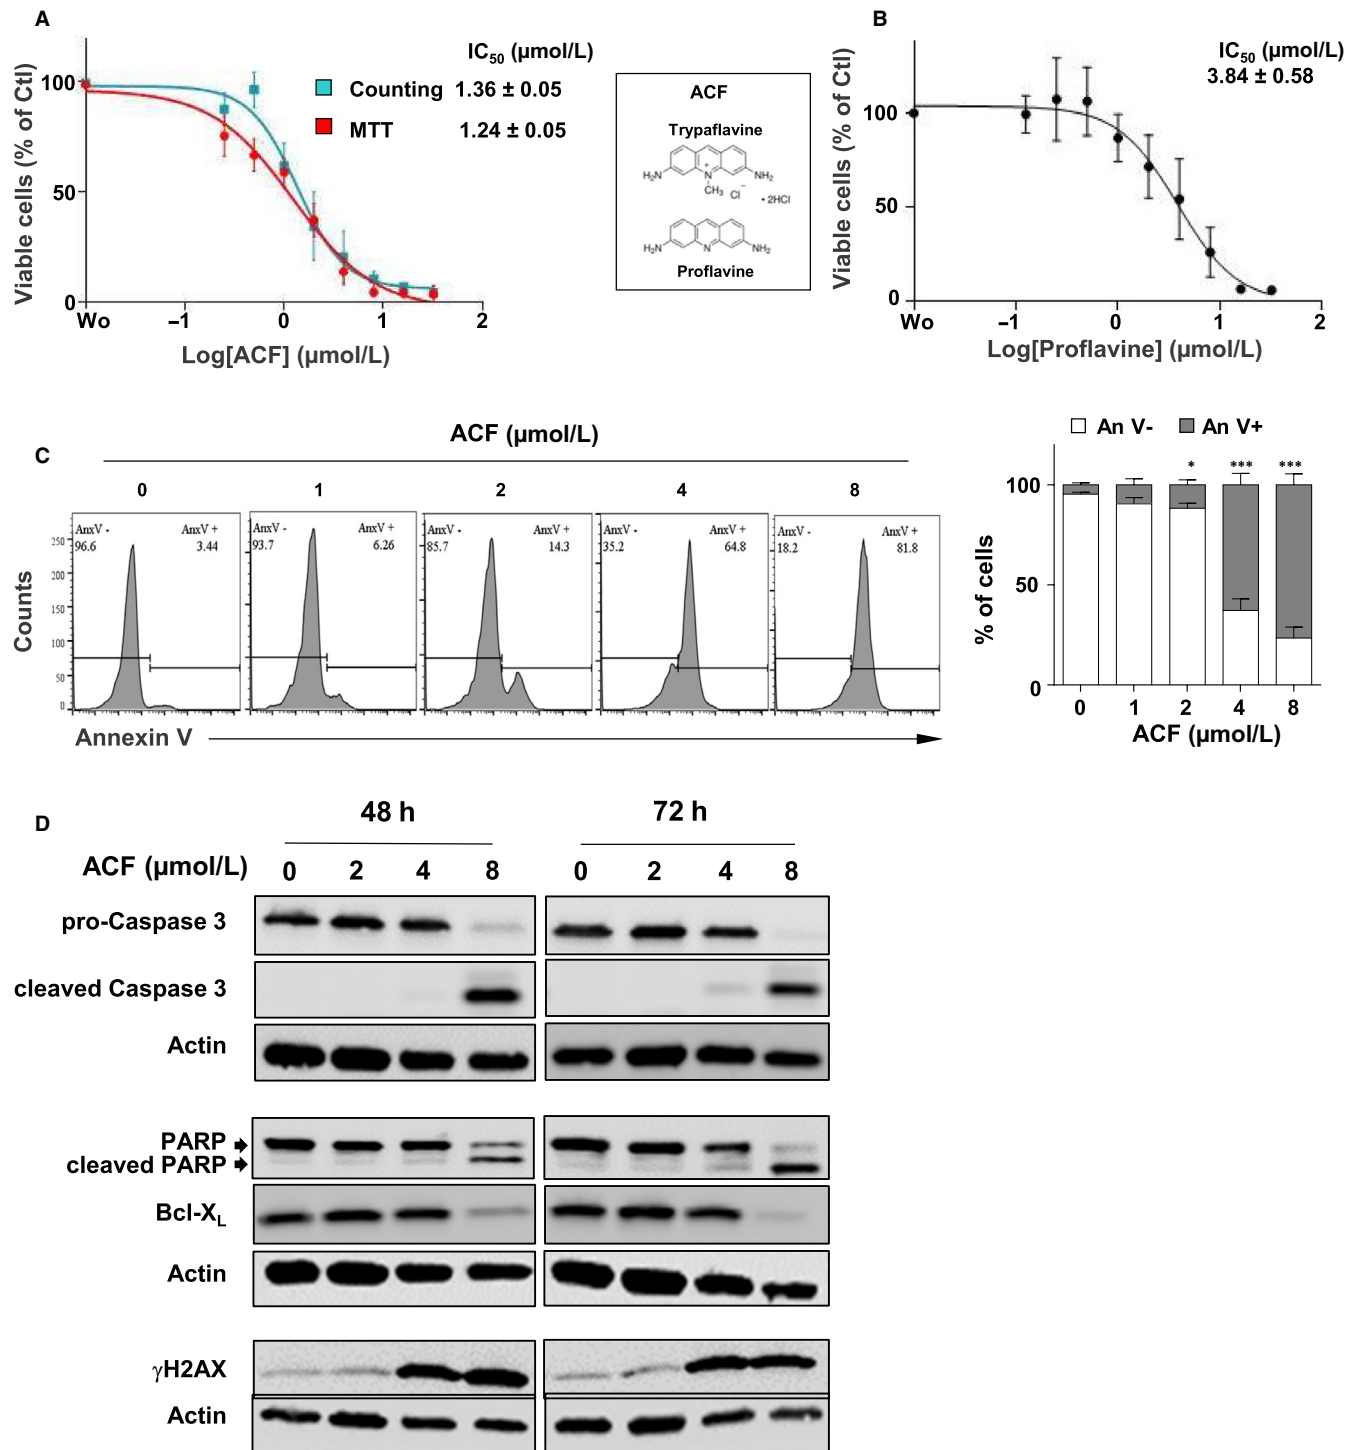 A
IC50 (µmol/L)
Counting 1.36 ± 0.05
MTT 1.24 ± 0.05
Viable cells (% of Ctl)
100
50
0
Wo –1 0 1 2
Log[ACF] (µmol/L)
ACF
Trypaflavine
H2N N + NH2
CH3 Cl–
• 2HCl
H2N N NH2
Proflavine
B
IC50 (µmol/L)
3.84 ± 0.58
Viable cells (% of Ctl)
100
50
0
Wo –1 0 1 2
Log[Proflavine] (µmol/L)
C
ACF (µmol/L)
0 1 2 4 8
AnxV - AnxV + AnxV - AnxV + AnxV - AnxV + AnxV - AnxV + AnxV - AnxV +
96.6 3.44 93.7 6.26 85.7 14.3 35.2 64.8 18.2 81.8
Counts
250
200
150
100
50
0
Annexin V
An V- An V+
* *** ***
% of cells
100
50
0
0 1 2 4 8
ACF (µmol/L)
D
48 h 72 h
ACF (µmol/L) 0 2 4 8 0 2 4 8
pro-Caspase 3
cleaved Caspase 3
Actin
PARP
cleaved PARP
Bcl-XL
Actin
γH2AX
Actin